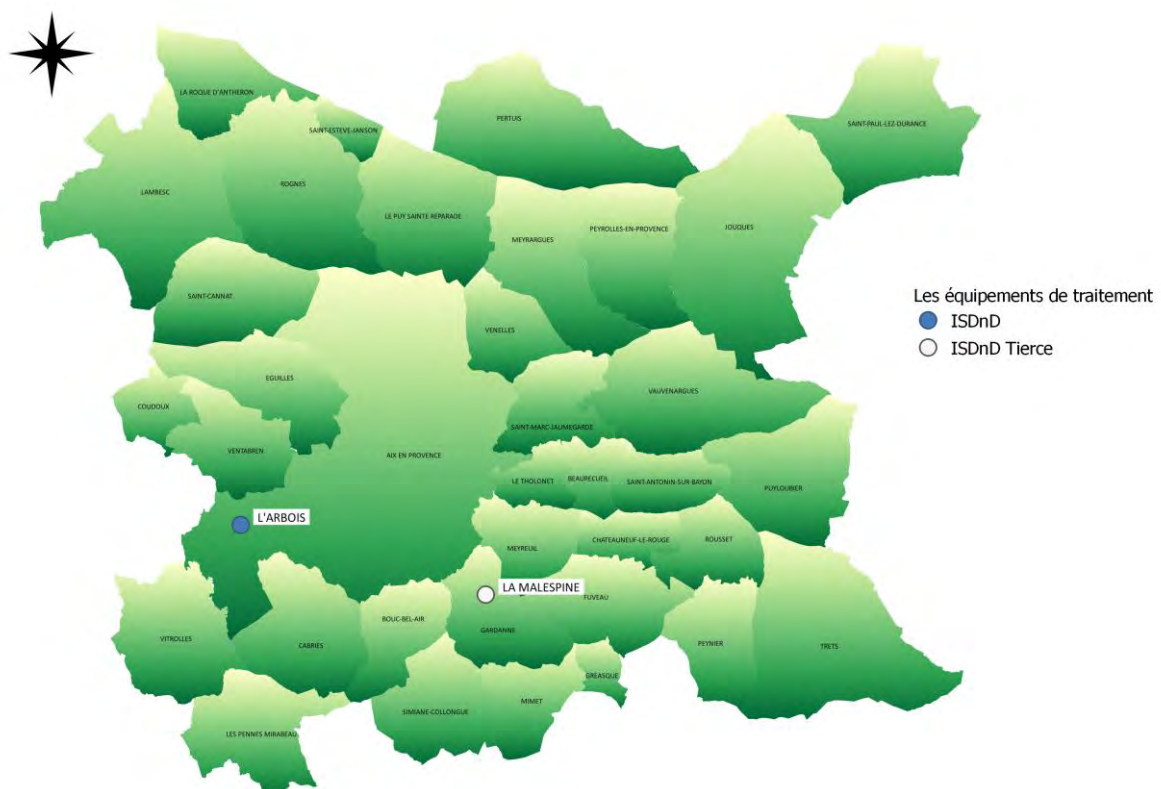 LA ROQUE D'ANTHERON
PERTUIS
SAINT-PAUL-LEZ-DURANCE
SAINT-ESTEVE-JANSON
LAMBESC
ROGNES
LE PUY SAINTE REPARADE
MEYRARGUES
PEYROLLES-EN-PROVENCE
JOUQUES
SAINT-CANNAT
VENELLES
Les équipements de traitement
ISDnD
ISDnD Tierce
EGUILLES
COUDOUX
VAUVENARGUES
SAINT-MARC-JAUMEGARDE
VENTABREN
AIX EN PROVENCE
LE THOLONET
BEAURECUEIL
SAINT-ANTONIN-SUR-BAYON
PUYLOUBIER
L'ARBOIS
MEYREUIL
CHATEAUNEUF-LE-ROUGE
ROUSSET
LA MALESPINE
FUVEAU
BOUC-BEL-AIR
GARDANNE
VITROLLES
CABRIES
PEYNIER
TRETS
GREASQUE
SIMIANE-COLLONGUE
MIMET
LES PENNES MIRABEAU